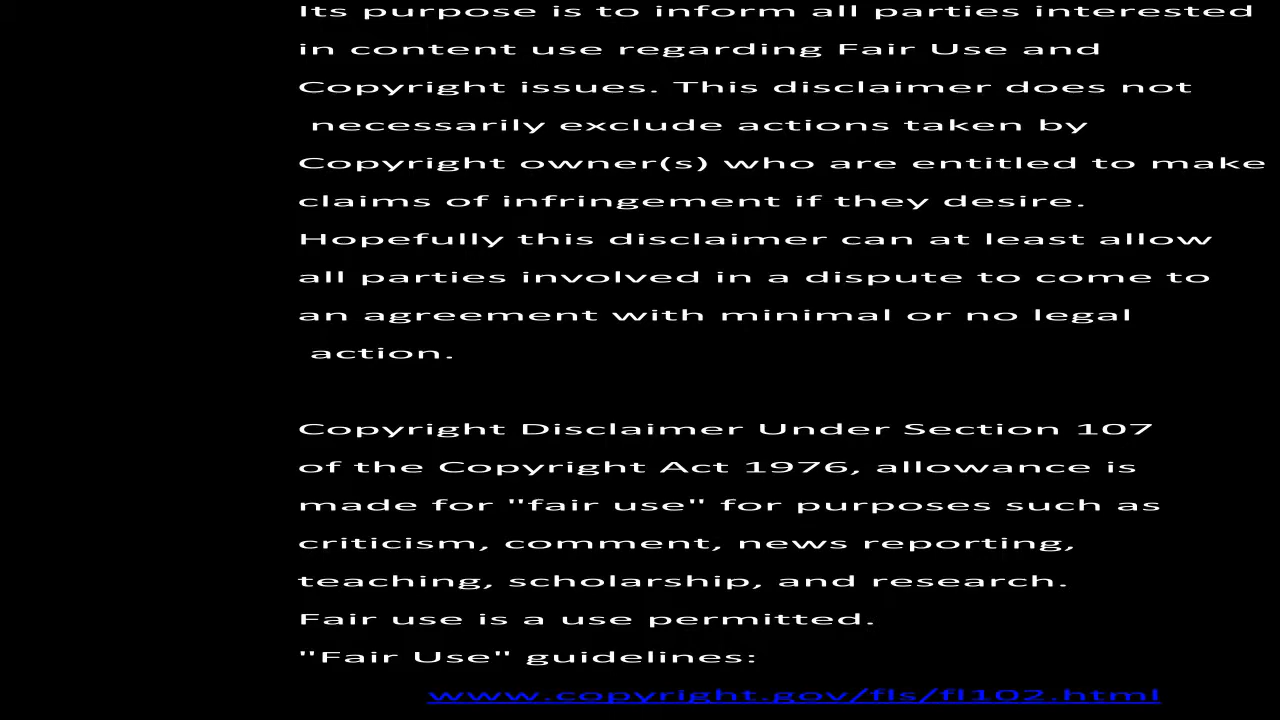 Its purpose is to inform all parties interested
in content use regarding Fair Use and
Copyright issues. This disclaimer does not
necessarily exclude actions taken by
Copyright owner(s) who are entitled to make
claims of infringement if they desire.
Hopefully this disclaimer can at least allow
all parties involved in a dispute to come to
an agreement with minimal or no legal
action.
Copyright Disclaimer Under Section 107
of the Copyright Act 1976, allowance is
made for "fair use" for purposes such as
criticism, comment, news reporting,
teaching, scholarship, and research.
Fair use is a use permitted.
"Fair Use" guidelines:
www.copyright.gov/fls/fl102.html